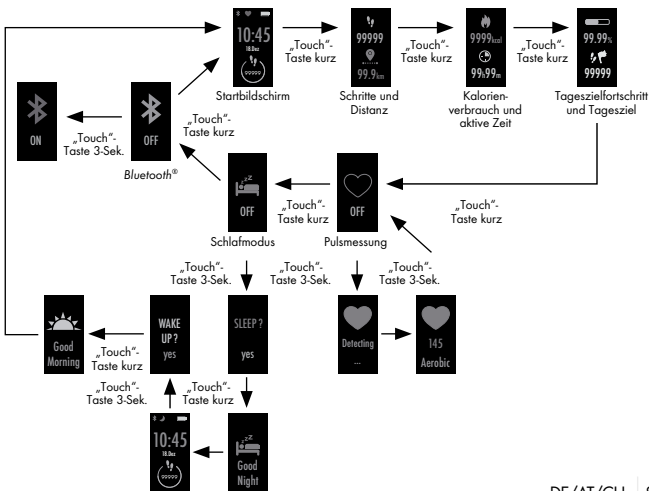 10:45
18.Dez
99999
Startbildschirm
„Touch"-
Taste kurz
99999
99.9km
Schritte und
Distanz
„Touch"-
Taste kurz
9999kcal
99h99m
Kalorien-
verbrauch und
aktive Zeit
„Touch"-
Taste kurz
99.99%
99999
Tageszielfortschritt
und Tagesziel
„Touch"-
Taste kurz
OFF
Pulsmessung
„Touch"-
Taste kurz
OFF
Schlafmodus
„Touch"-
Taste kurz
OFF
Bluetooth®
„Touch"-
Taste 3-Sek.
ON
„Touch"-
Taste 3-Sek.
„Touch"-
Taste 3-Sek.
„Touch"-
Taste 3-Sek.
Detecting
...
145
Aerobic
SLEEP ?
yes
WAKE
UP ?
yes
Good
Morning
„Touch"-
Taste kurz
„Touch"-
Taste 3-Sek.
„Touch"-
Taste kurz
zZZ
Good
Night
10:45
18.Dez
99999
DE/AT/CH